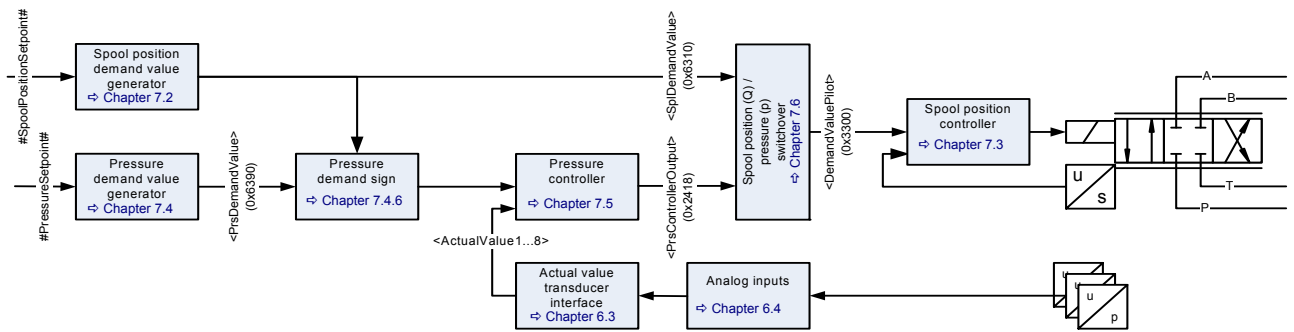 #SpoolPositionSetpoint#
Spool position
demand value
generator
⇨ Chapter 7.2
<SplDemandValue>
(0x6310)
Spool position (Q) /
pressure (p)
switchover
⇨ Chapter 7.6
<DemandValuePilot>
(0x3300)
Spool position
controller
⇨ Chapter 7.3
A
B
T
P
u
s
#PressureSetpoint#
Pressure
demand value
generator
⇨ Chapter 7.4
<PrsDemandValue>
(0x6390)
Pressure
demand sign
⇨ Chapter 7.4.6
Pressure
controller
⇨ Chapter 7.5
<PrsControllerOutput>
(0x2418)
<ActualValue1...8>
Actual value
transducer
interface
⇨ Chapter 6.3
Analog inputs
⇨ Chapter 6.4
u
u
u
p